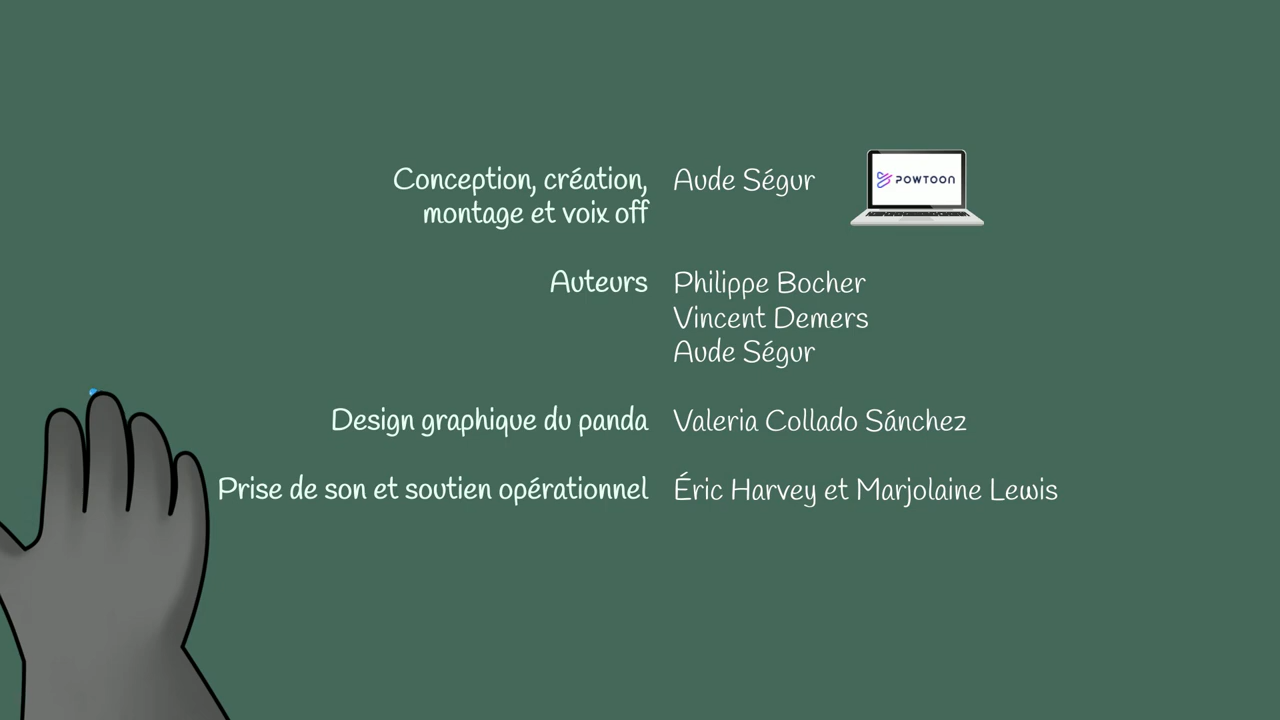 Conception, création, Aude Ségur
montage et voix off
POWTOON
Auteurs Philippe Bocher
Vincent Demers
Aude Ségur
Design graphique du panda Valeria Collado Sánchez
Prise de son et soutien opérationnel Éric Harvey et Marjolaine Lewis